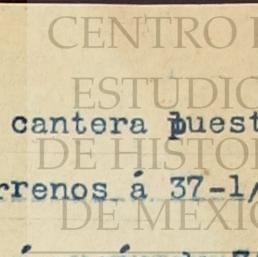 CENTRO
ESTUDIO
cantera puest
DE HISTO
rrenos á 37-1/
DE MEXIC